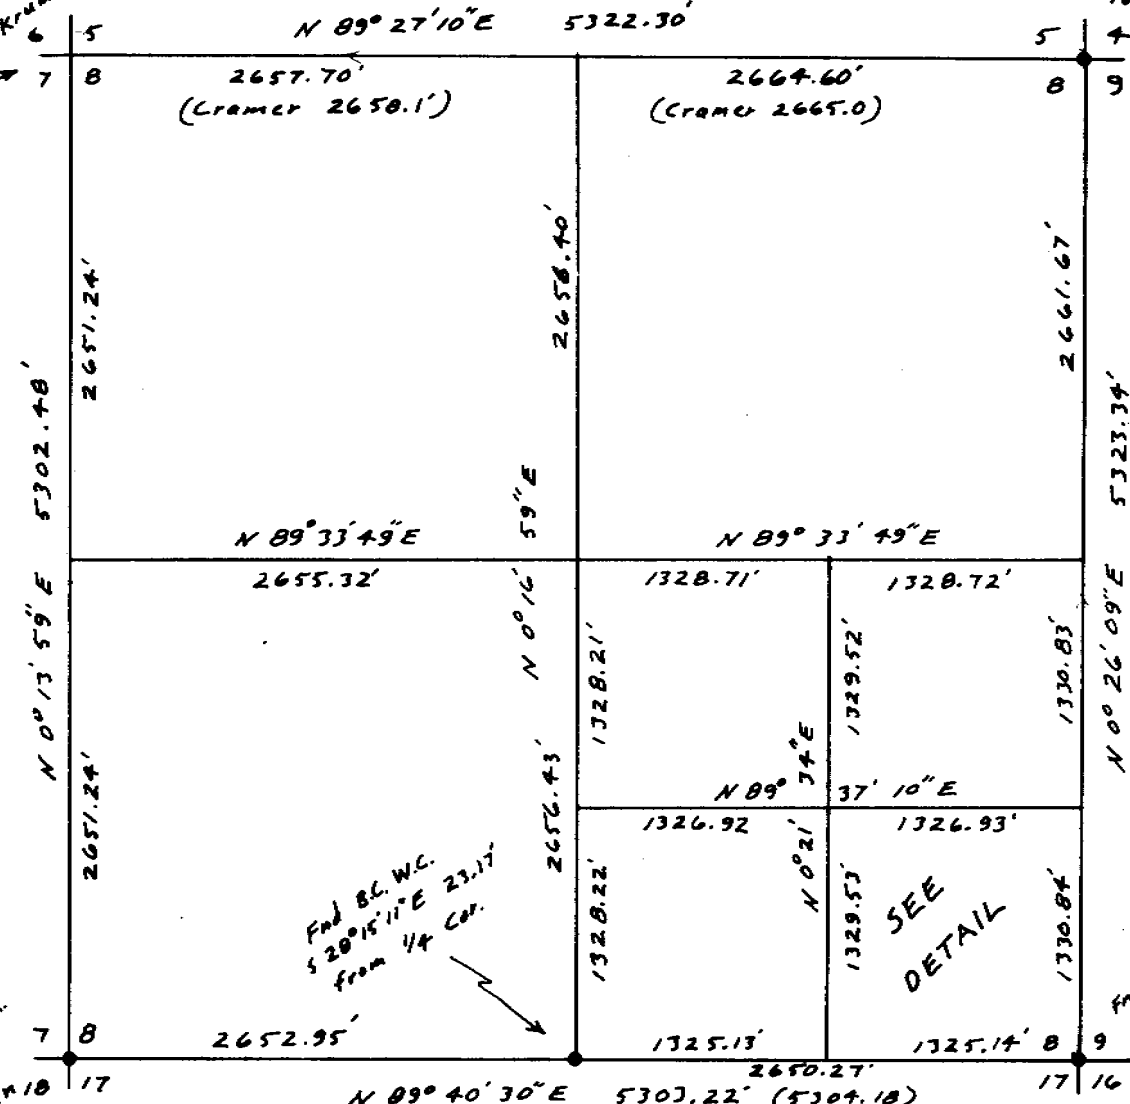 6 5
N 89° 27' 10" E 5322.30'
5 4
7 8
2657.70'
(Cramer 2658.1')
2664.60'
(Cramer 2665.0)
8 9
2651.24'
2658.40'
2661.67'
5302.48'
5323.34'
N 89° 33' 49" E
N 89° 33' 49" E
2655.32'
1328.71'
1328.72'
N 0° 13' 59" E
N 0° 16' 59" E
1328.21'
1329.52'
1330.83'
N 0° 26' 09" E
N 89° 37' 10" E
2651.24'
2656.43'
1326.92
N 0° 21' 34" E
1326.93'
Fnd B.C. W.C.
S 28° 15' 11" E 23.17'
from 1/4 Cor.
1328.22'
1329.53'
SEE
DETAIL
1330.84'
7 8
2652.95'
1325.13'
1325.14'
8 9
18 17
N 89° 40' 30" E 5303.22' (5304.18)
2650.27'
17 16